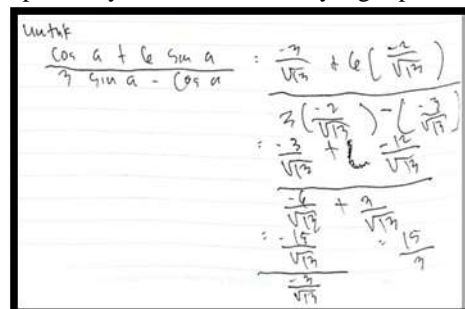 untuk
cos a + 6 sin a / 3 sin a - cos a = -3/√13 + 6 (-2/√13) / 3 (-2/√13) - (-3/√13)
= -3/√13 + -12/√13 / -6/√13 + 3/√13
= -15/√13 / -3/√13 = 15/3